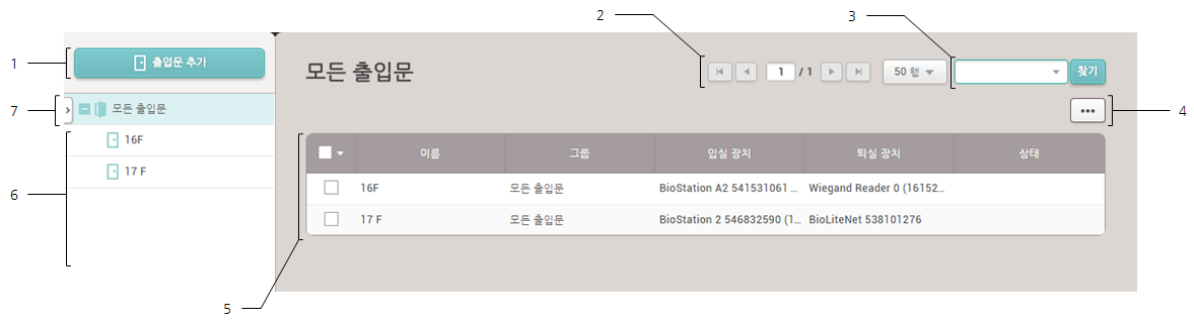 2
3
1
출입문 추가
모든 출입문
1 / 1
50 행
찾기
7
모든 출입문
4
•••
16F
이름
그룹
입실 장치
퇴실 장치
상태
17 F
6
16F
모든 출입문
BioStation A2 541531061 ...
Wiegand Reader 0 (16152...
17 F
모든 출입문
BioStation 2 546832590 (1...
BioLiteNet 538101276
5